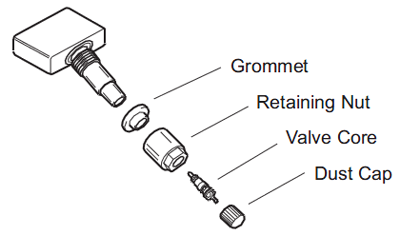 Grommet
Retaining Nut
Valve Core
Dust Cap